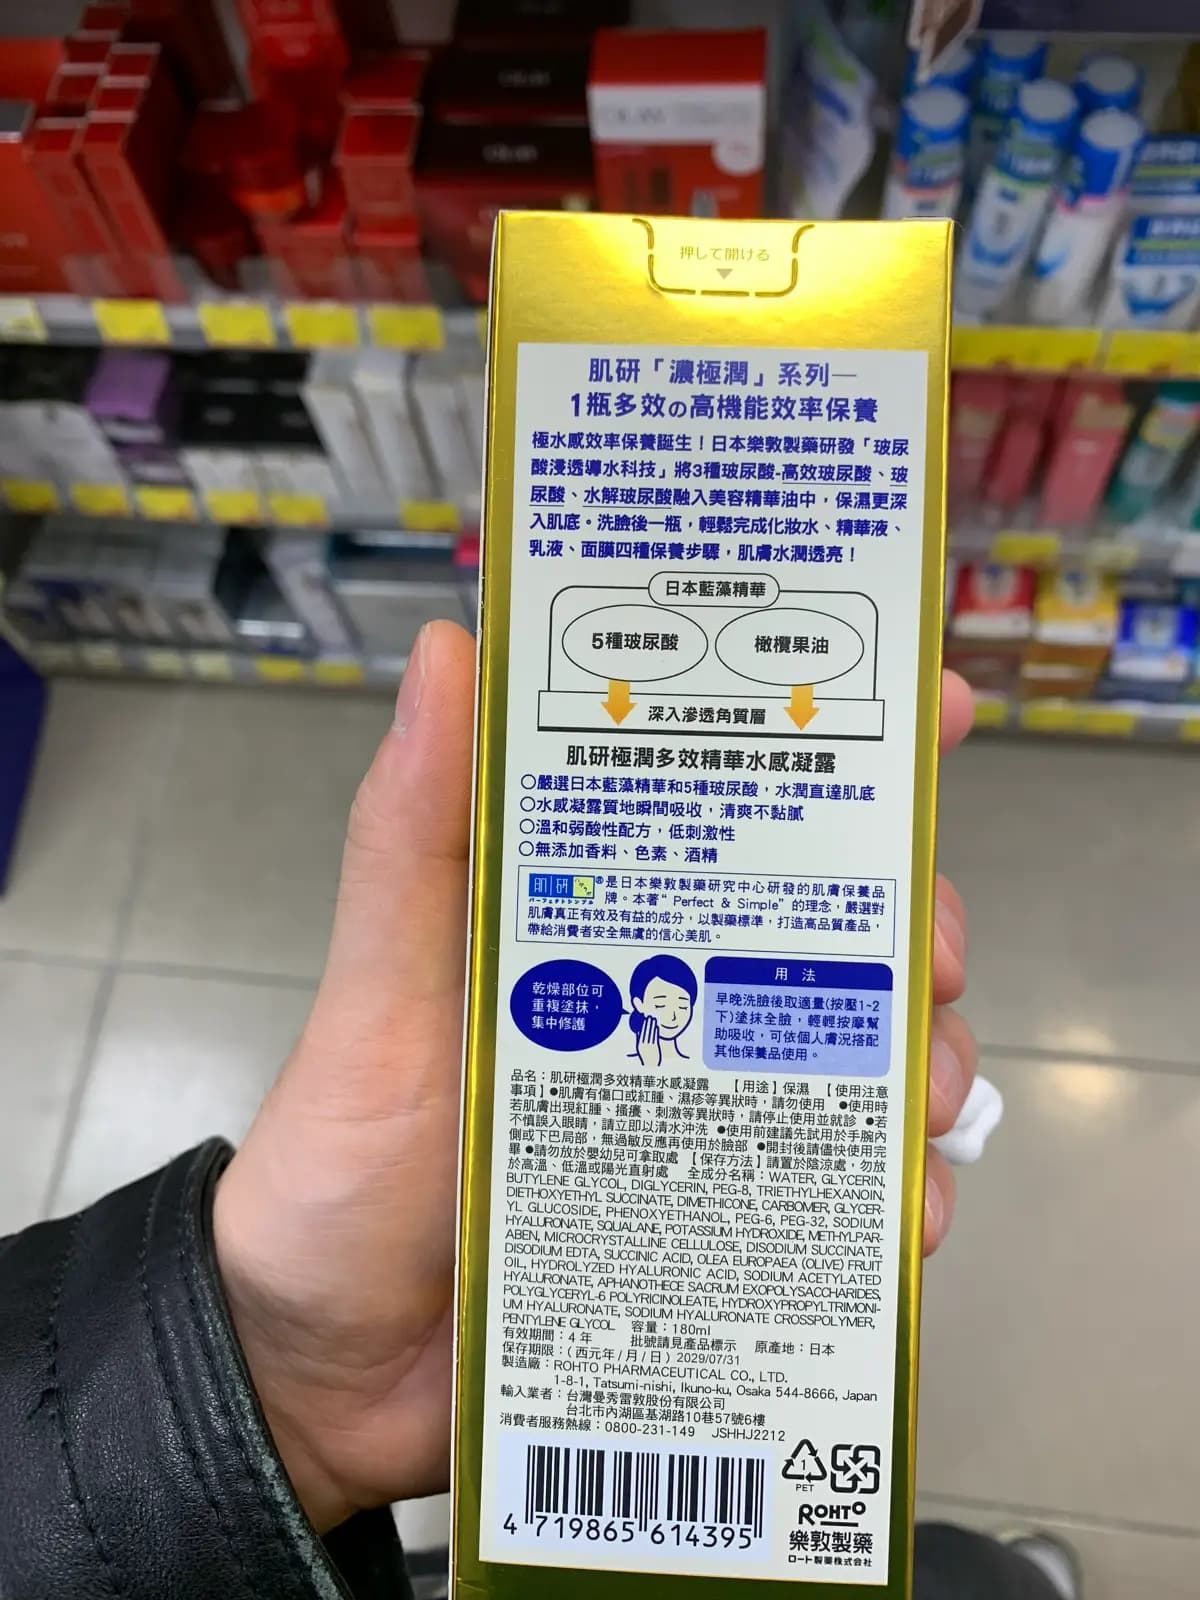 押して開ける
肌研「濃極潤」系列—
1瓶多效の高機能效率保養
極水感效率保養誕生！日本樂敦製藥研發「玻尿
酸浸透導水科技」將3種玻尿酸-高效玻尿酸、玻
尿酸、水解玻尿酸融入美容精華油中，保濕更深
入肌底。洗臉後一瓶，輕鬆完成化妝水、精華液、
乳液、面膜四種保養步驟，肌膚水潤透亮！
日本藍藻精華
5種玻尿酸
橄欖果油
深入滲透角質層
肌研極潤多效精華水感凝露
○嚴選日本藍藻精華和5種玻尿酸，水潤直達肌底
○水感凝露質地瞬間吸收，清爽不黏膩
○溫和弱酸性配方，低刺激性
○無添加香料、色素、酒精
肌研®是日本樂敦製藥研究中心研發的肌膚保養品
パーフェクトシンプル
牌。本著“ Perfect & Simple” 的理念，嚴選對
肌膚真正有效及有益的成分，以製藥標準，打造高品質產品，
帶給消費者安全無虞的信心美肌。
乾燥部位可
重複塗抹，
集中修護
用 法
早晚洗臉後取適量(按壓1~2
下)塗抹全臉，輕輕按摩幫
助吸收，可依個人膚況搭配
其他保養品使用。
品名：肌研極潤多效精華水感凝露 【用途】保濕 【使用注意
事項】●肌膚有傷口或紅腫、濕疹等異狀時，請勿使用 ●使用時
若肌膚出現紅腫、搔癢、刺激等異狀時，請停止使用並就診 ●若
不慎誤入眼睛，請立即以清水沖洗 ●使用前建議先試用於手腕內
側或下巴局部，無過敏反應再使用於臉部 ●開封後請儘快使用完
畢 ●請勿放於嬰幼兒可拿取處 【保存方法】請置於陰涼處，勿放
於高溫、低溫或陽光直射處 全成分名稱：WATER, GLYCERIN,
BUTYLENE GLYCOL, DIGLYCERIN, PEG-8, TRIETHYLHEXANOIN,
DIETHOXYETHYL SUCCINATE, DIMETHICONE, CARBOMER, GLYCER-
YL GLUCOSIDE, PHENOXYETHANOL, PEG-6, PEG-32, SODIUM
HYALURONATE, SQUALANE, POTASSIUM HYDROXIDE, METHYLPAR-
ABEN, MICROCRYSTALLINE CELLULOSE, DISODIUM SUCCINATE,
DISODIUM EDTA, SUCCINIC ACID, OLEA EUROPAEA (OLIVE) FRUIT
OIL, HYDROLYZED HYALURONIC ACID, SODIUM ACETYLATED
HYALURONATE, APHANOTHECE SACRUM EXOPOLYSACCHARIDES,
POLYGLYCERYL-6 POLYRICINOLEATE, HYDROXYPROPYLTRIMONI-
UM HYALURONATE, SODIUM HYALURONATE CROSSPOLYMER,
PENTYLENE GLYCOL 容量：180ml
有效期間：4 年 批號請見產品標示 原產地：日本
保存期限：( 西元年 / 月 / 日 ) 2029/07/31
製造廠：ROHTO PHARMACEUTICAL CO., LTD.
1-8-1, Tatsumi-nishi, Ikuno-ku, Osaka 544-8666, Japan
輸入業者：台灣曼秀雷敦股份有限公司
台北市內湖區基湖路10巷57號6樓
消費者服務熱線：0800-231-149 JSHHJ2212
1
PET
ROHTO
樂敦製藥
ロート製薬株式会社
4 719865 614395